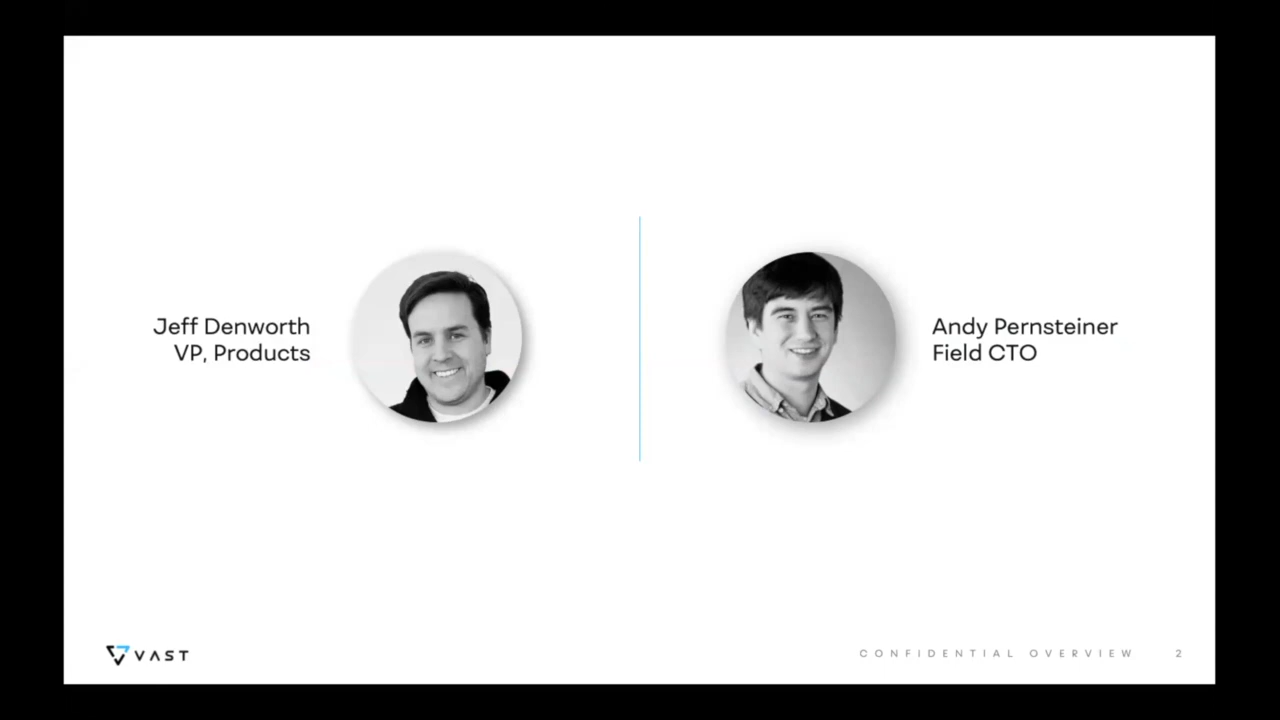 Jeff Denworth
VP, Products
Andy Pernsteiner
Field CTO
VAST
CONFIDENTIAL OVERVIEW 2